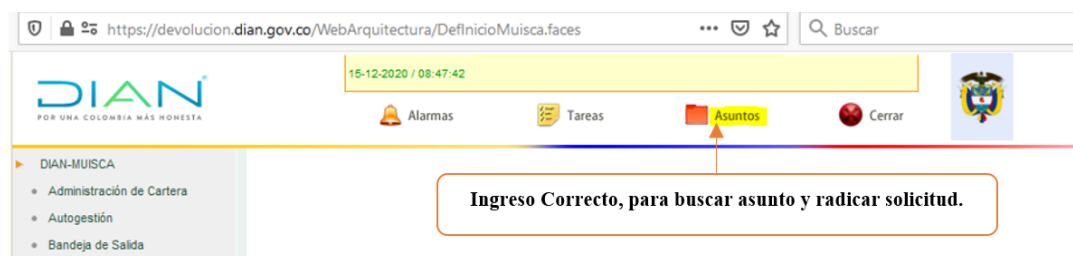 https://devolucion.dian.gov.co/WebArquitectura/DefInicioMuisca.faces
Buscar
15-12-2020 / 08:47:42
DIAN
POR UNA COLOMBIA MÁS HONESTA
Alarmas
Tareas
Asuntos
Cerrar
DIAN-MUISCA
Administración de Cartera
Autogestión
Bandeja de Salida
Ingreso Correcto, para buscar asunto y radicar solicitud.